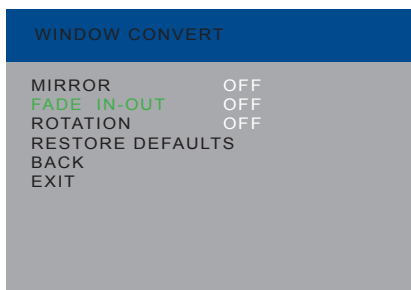 WINDOW CONVERT
MIRROR OFF
FADE IN-OUT OFF
ROTATION OFF
RESTORE DEFAULTS
BACK
EXIT